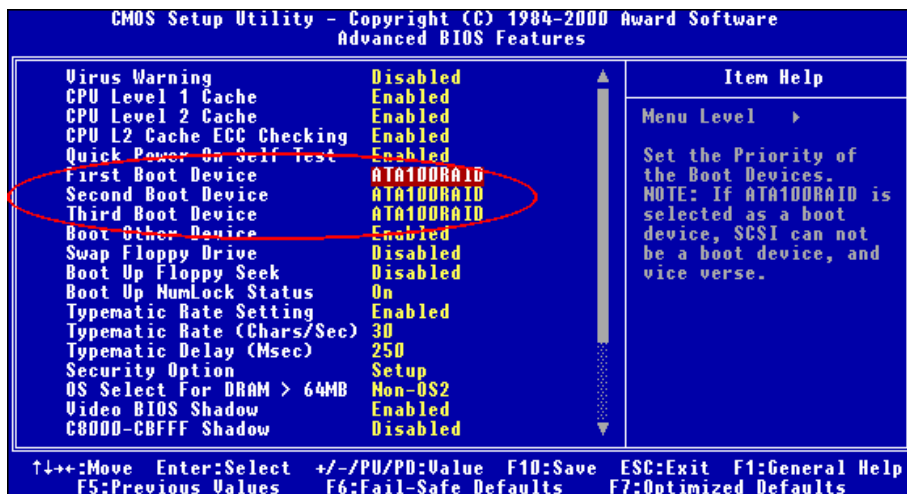 CMOS Setup Utility - Copyright (C) 1984-2000 Award Software
Advanced BIOS Features
Virus Warning Disabled
CPU Level 1 Cache Enabled
CPU Level 2 Cache Enabled
CPU L2 Cache ECC Checking Enabled
Quick Power On Self Test Enabled
First Boot Device ATA100RAID
Second Boot Device ATA100RAID
Third Boot Device ATA100RAID
Boot Other Device Enabled
Swap Floppy Drive Disabled
Boot Up Floppy Seek Disabled
Boot Up NumLock Status On
Typematic Rate Setting Enabled
Typematic Rate (Chars/Sec) 30
Typematic Delay (Msec) 250
Security Option Setup
OS Select For DRAM > 64MB Non-OS2
Video BIOS Shadow Enabled
C8000-CBFFF Shadow Disabled
Item Help
Menu Level ▸
Set the Priority of
the Boot Devices.
NOTE: If ATA100RAID is
selected as a boot
device, SCSI can not
be a boot device, and
vice verse.
↑↓→←:Move Enter:Select +/-/PU/PD:Value F10:Save ESC:Exit F1:General Help
F5:Previous Values F6:Fail-Safe Defaults F7:Optimized Defaults